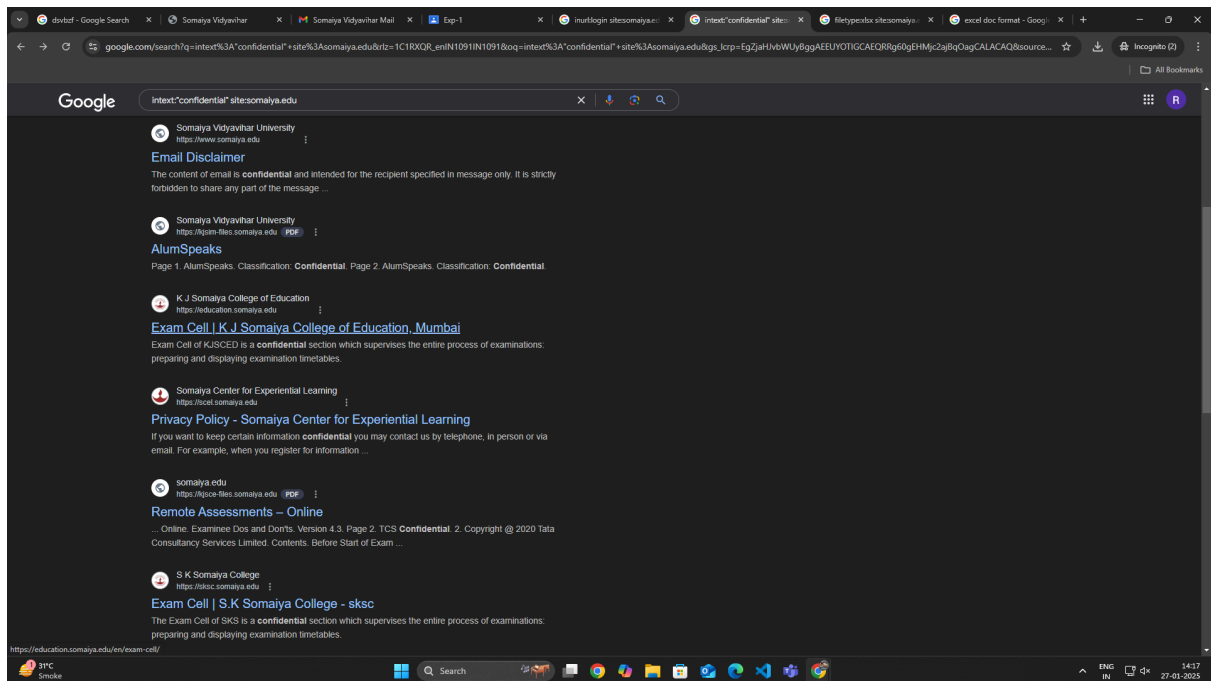 dsvbzf - Google Search
Somaiya Vidyavihar
Somaiya Vidyavihar Mail
Exp-1
inurl:login site:somaiya.ed
intext:"confidential" site:so
filetype:xlsx site:somaiya.e
excel doc format - Google
google.com/search?q=intext%3A"confidential"+site%3Asomaiya.edu&rlz=1C1RXQR_enIN1091IN1091&oq=intext%3A"confidential"+site%3Asomaiya.edu&gs_lcrp=EgZjaHJvbWUyBggAEEUYOTIGCAEQRRg60gEHMjc2ajBqOagCALACAQ&source...
Incognito (2)
All Bookmarks
Google
intext:"confidential" site:somaiya.edu
R
Somaiya Vidyavihar University
https://www.somaiya.edu
Email Disclaimer
The content of email is confidential and intended for the recipient specified in message only. It is strictly
forbidden to share any part of the message ...
Somaiya Vidyavihar University
https://kjsim-files.somaiya.edu PDF
AlumSpeaks
Page 1. AlumSpeaks. Classification: Confidential. Page 2. AlumSpeaks. Classification: Confidential.
K J Somaiya College of Education
https://education.somaiya.edu
Exam Cell | K J Somaiya College of Education, Mumbai
Exam Cell of KJSCED is a confidential section which supervises the entire process of examinations:
preparing and displaying examination timetables.
Somaiya Center for Experiential Learning
https://scel.somaiya.edu
Privacy Policy - Somaiya Center for Experiential Learning
If you want to keep certain information confidential you may contact us by telephone, in person or via
email. For example, when you register for information ...
somaiya.edu
https://kjsce-files.somaiya.edu PDF
Remote Assessments – Online
... Online. Examinee Dos and Don'ts. Version 4.3. Page 2. TCS Confidential. 2. Copyright @ 2020 Tata
Consultancy Services Limited. Contents. Before Start of Exam ...
S K Somaiya College
https://sksc.somaiya.edu
Exam Cell | S.K Somaiya College - sksc
The Exam Cell of SKS is a confidential section which supervises the entire process of examinations:
preparing and displaying examination timetables.
https://education.somaiya.edu/en/exam-cell/
1
31°C
Smoke
Search
ENG
IN
14:17
27-01-2025